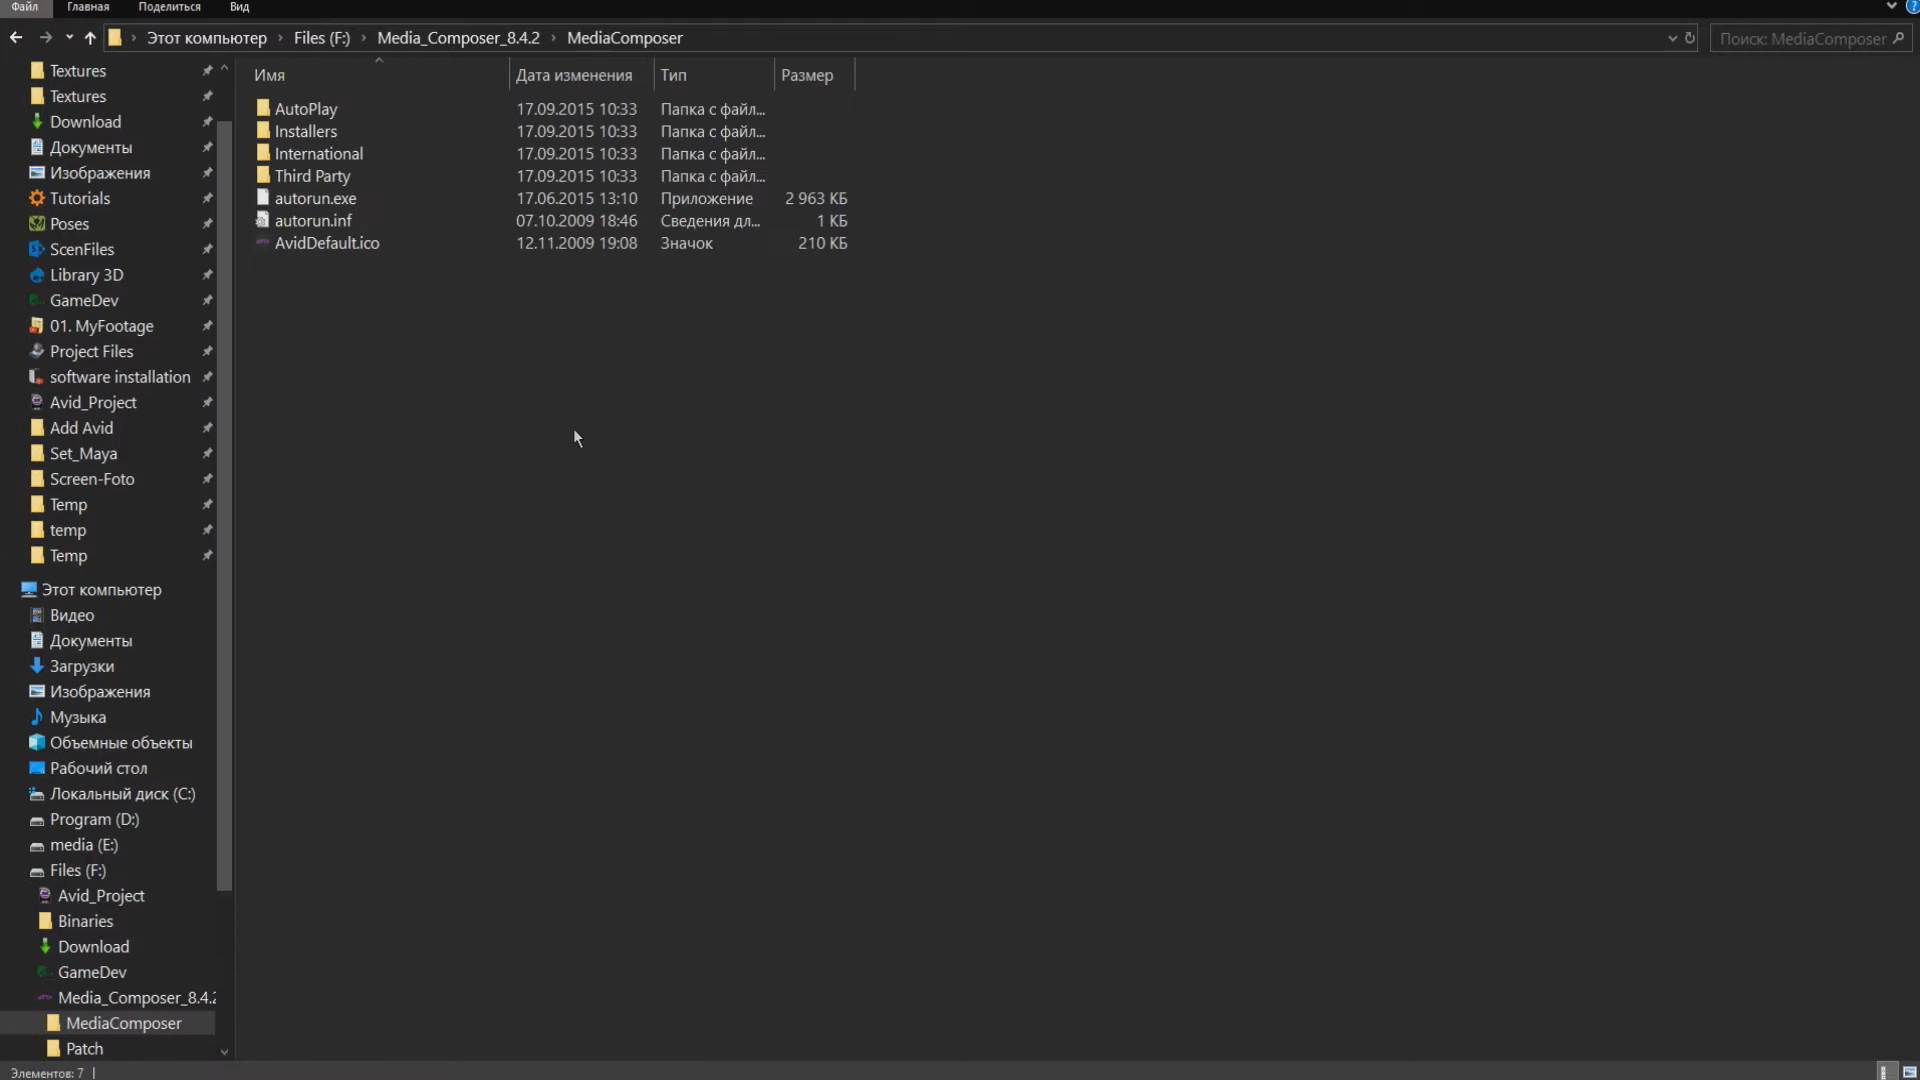 Файл Главная Поделиться Вид
Этот компьютер Files (F:) Media_Composer_8.4.2 MediaComposer Поиск: MediaComposer
Имя Дата изменения Тип Размер
AutoPlay 17.09.2015 10:33 Папка с файл...
Installers 17.09.2015 10:33 Папка с файл...
International 17.09.2015 10:33 Папка с файл...
Third Party 17.09.2015 10:33 Папка с файл...
autorun.exe 17.06.2015 13:10 Приложение 2 963 КБ
autorun.inf 07.10.2009 18:46 Сведения дл... 1 КБ
AvidDefault.ico 12.11.2009 19:08 Значок 210 КБ
Textures
Textures
Download
Документы
Изображения
Tutorials
Poses
ScenFiles
Library 3D
GameDev
01. MyFootage
Project Files
software installation
Avid_Project
Add Avid
Set_Maya
Screen-Foto
Temp
temp
Temp
Этот компьютер
Видео
Документы
Загрузки
Изображения
Музыка
Объемные объекты
Рабочий стол
Локальный диск (C:)
Program (D:)
media (E:)
Files (F:)
Avid_Project
Binaries
Download
GameDev
Media_Composer_8.4.2
MediaComposer
Patch
Элементов: 7